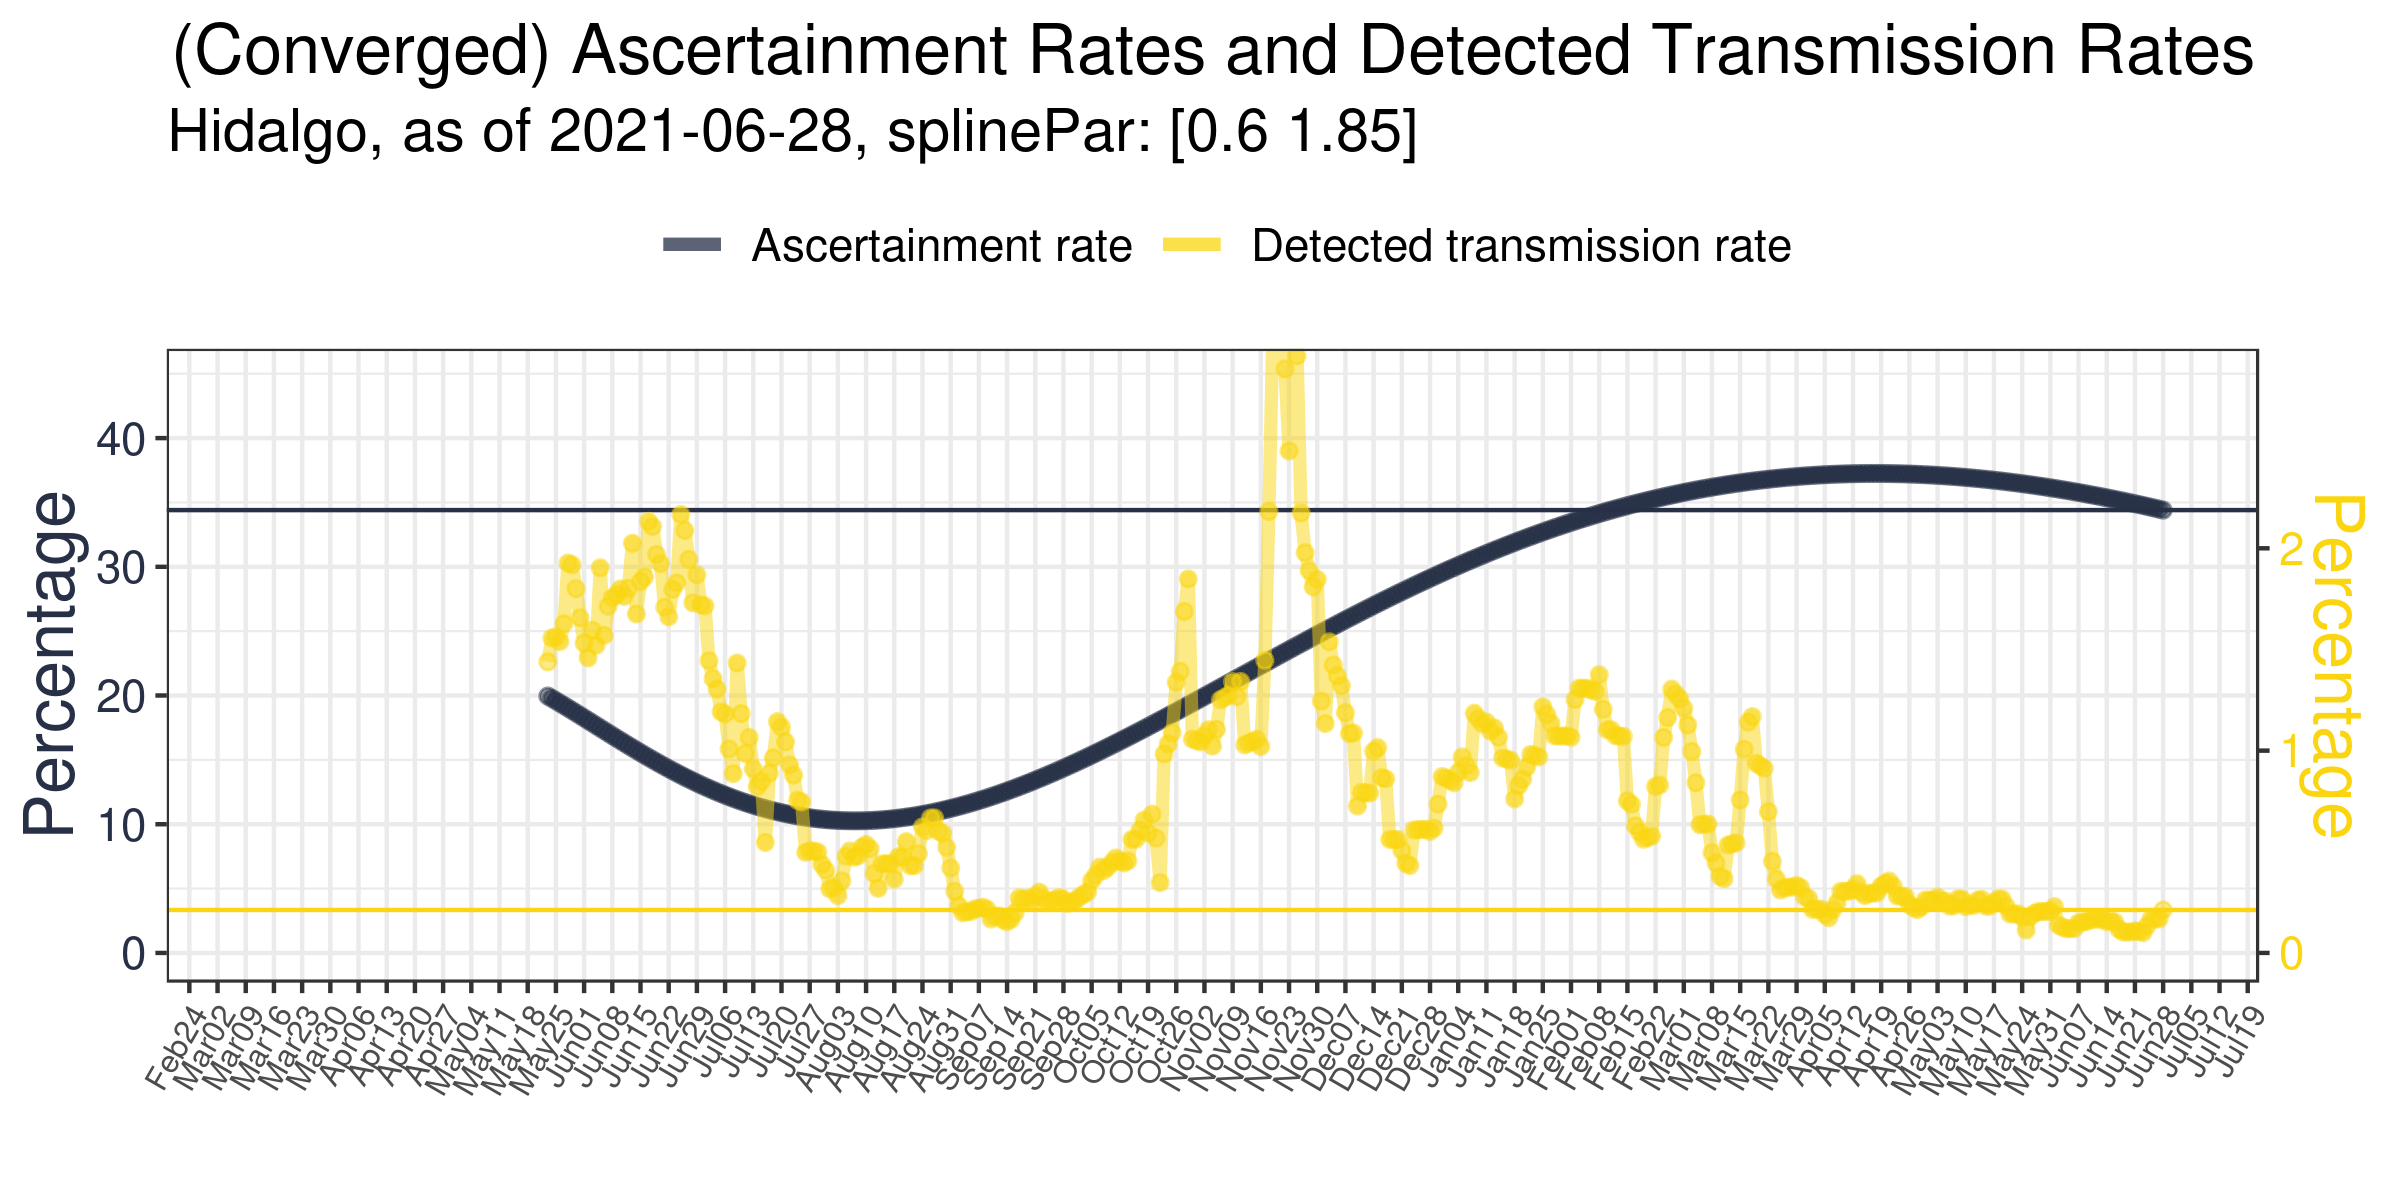 (Converged) Ascertainment Rates and Detected Transmission Rates
Hidalgo, as of 2021-06-28, splinePar: [0.6 1.85]
Ascertainment rate
Detected transmission rate
Percentage
40
30
20
10
0
2
1
0
Percentage
Feb24
Mar02
Mar09
Mar16
Mar23
Mar30
Apr06
Apr13
Apr20
Apr27
May04
May11
May18
May25
Jun01
Jun08
Jun15
Jun22
Jun29
Jul06
Jul13
Jul20
Jul27
Aug03
Aug10
Aug17
Aug24
Aug31
Sep07
Sep14
Sep21
Sep28
Oct05
Oct12
Oct19
Oct26
Nov02
Nov09
Nov16
Nov23
Nov30
Dec07
Dec14
Dec21
Dec28
Jan04
Jan11
Jan18
Jan25
Feb01
Feb08
Feb15
Feb22
Mar01
Mar08
Mar15
Mar22
Mar29
Apr05
Apr12
Apr19
Apr26
May03
May10
May17
May24
May31
Jun07
Jun14
Jun21
Jun28
Jul05
Jul12
Jul19